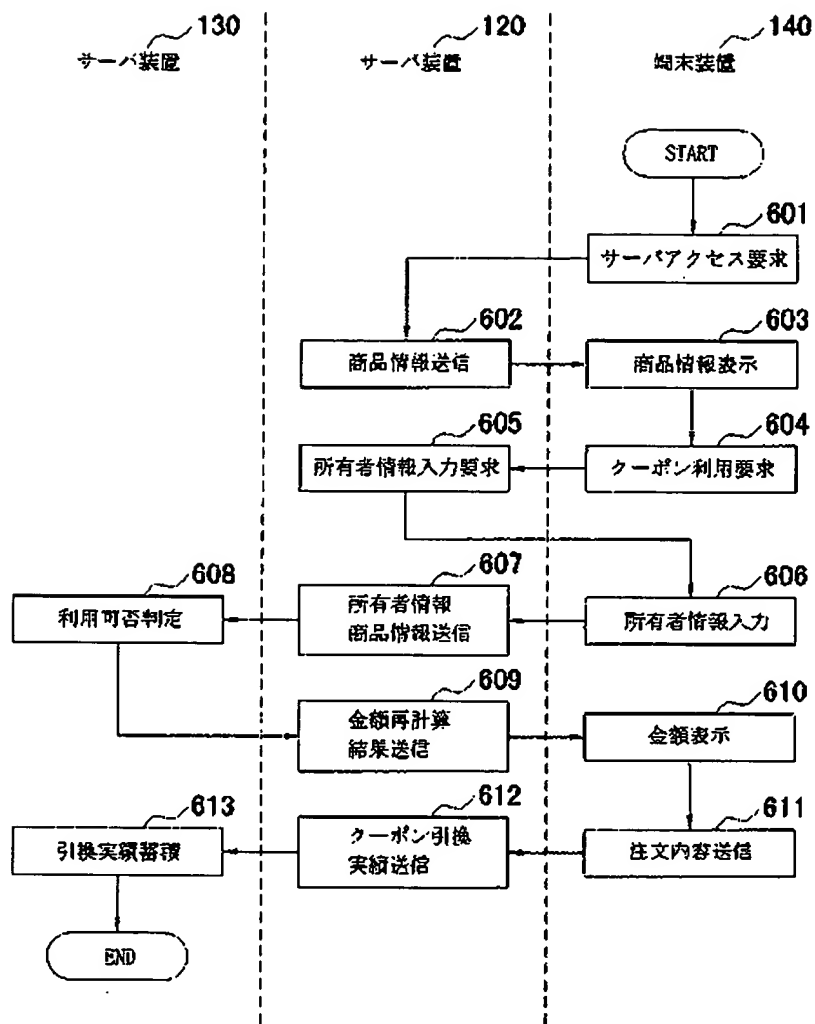 130
サーバ装置
120
サーバ装置
140
端末装置
START
601
サーバアクセス要求
602
商品情報送信
603
商品情報表示
604
クーポン利用要求
605
所有者情報入力要求
606
所有者情報入力
607
所有者情報
商品情報送信
608
利用可否判定
609
金額再計算
結果送信
610
金額表示
611
注文内容送信
612
クーポン引換
実績送信
613
引換実績蓄積
END